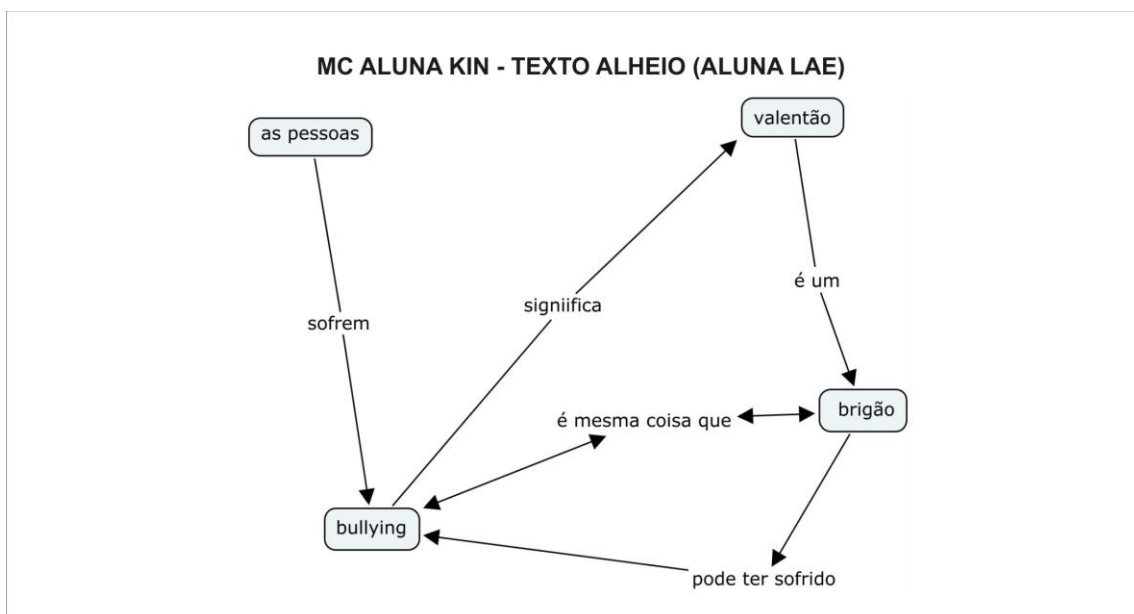 MC ALUNA KIN - TEXTO ALHEIO (ALUNA LAE)
valentão
as pessoas
é um
signiifica
sofrem
brigão
é mesma coisa que
bullying
pode ter sofrido